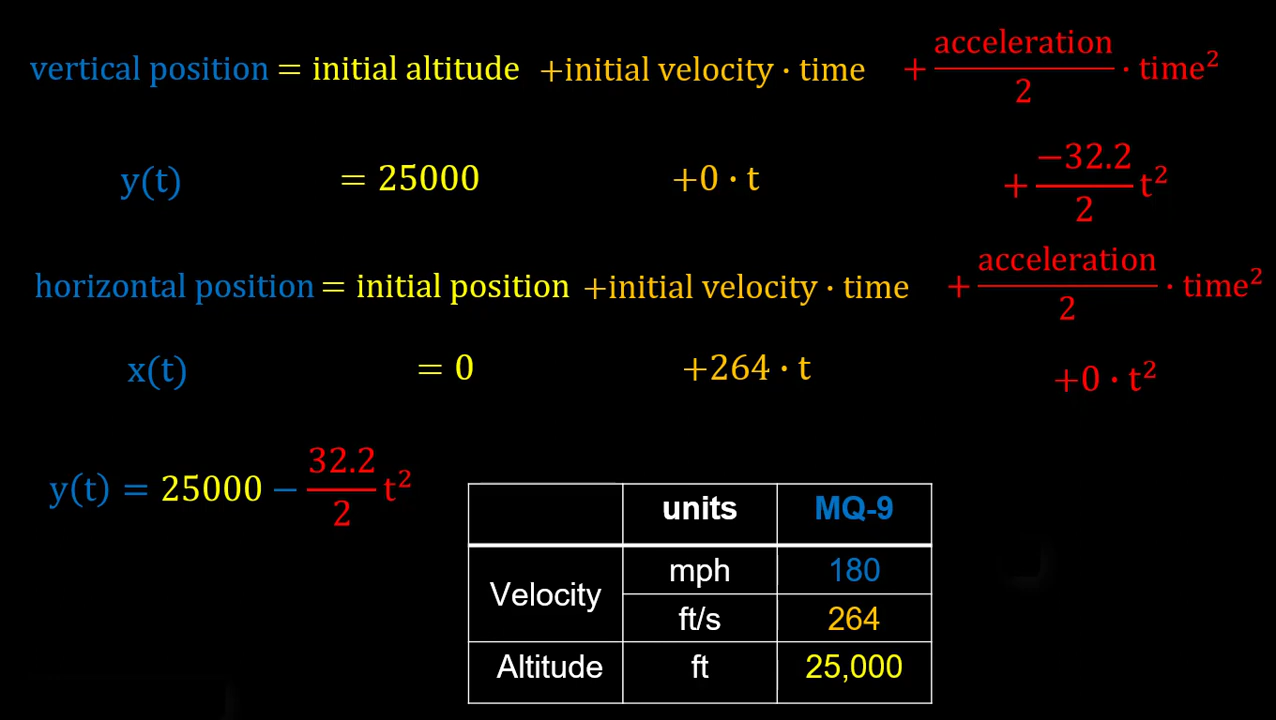 vertical position = initial altitude +initial velocity · time + acceleration/2 · time²
y(t) = 25000 +0 · t + −32.2/2 t²
horizontal position = initial position +initial velocity · time + acceleration/2 · time²
x(t) = 0 +264 · t +0 · t²
y(t) = 25000 − 32.2/2 t²
units MQ-9
Velocity mph 180
ft/s 264
Altitude ft 25,000